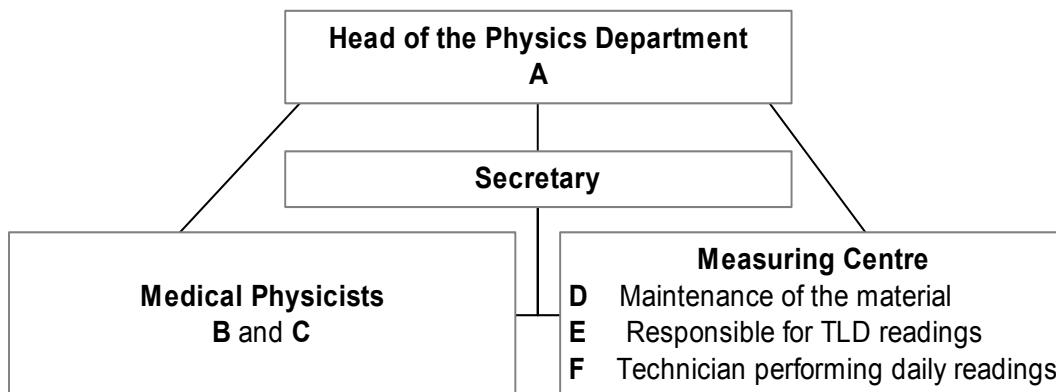 Head of the Physics Department
A
Secretary
Medical Physicists
B and C
Measuring Centre
D Maintenance of the material
E Responsible for TLD readings
F Technician performing daily readings